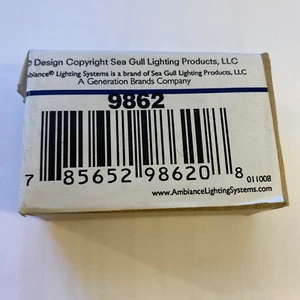 Design Copyright Sea Gull Lighting Products, LLC
mbiance® Lighting Systems is a brand of Sea Gull Lighting Products, LLC
A Generation Brands Company
9862
7 85652 98620 8
011008
www.AmbianceLightingSystems.com